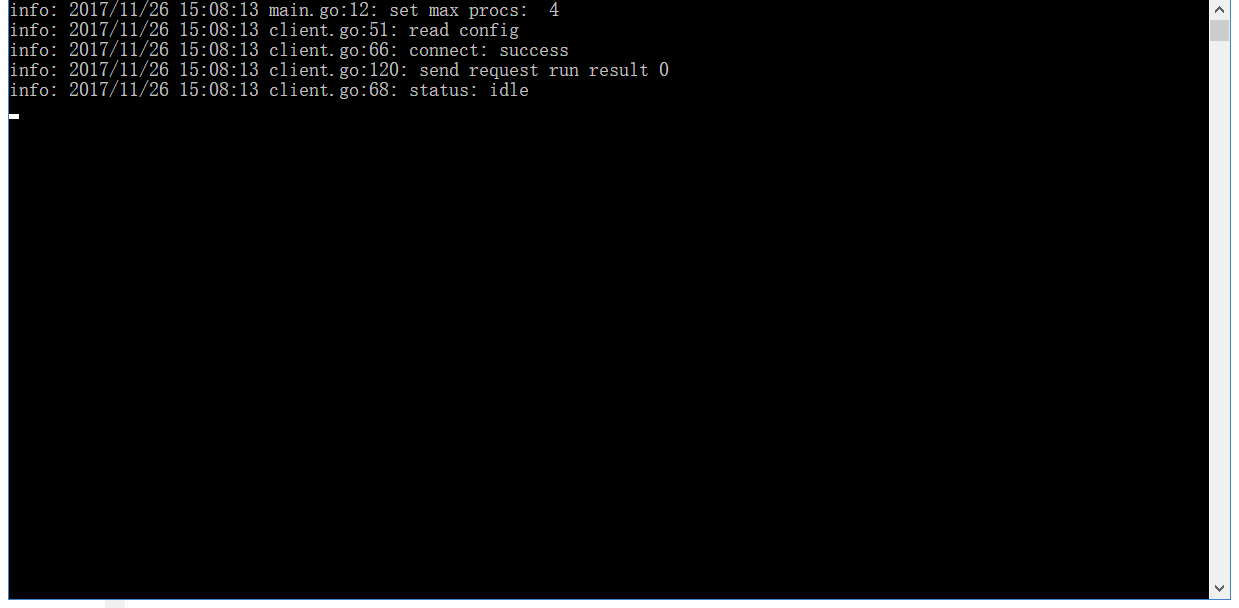 info: 2017/11/26 15:08:13 main.go:12: set max procs:  4
info: 2017/11/26 15:08:13 client.go:51: read config
info: 2017/11/26 15:08:13 client.go:66: connect: success
info: 2017/11/26 15:08:13 client.go:120: send request run result 0
info: 2017/11/26 15:08:13 client.go:68: status: idle